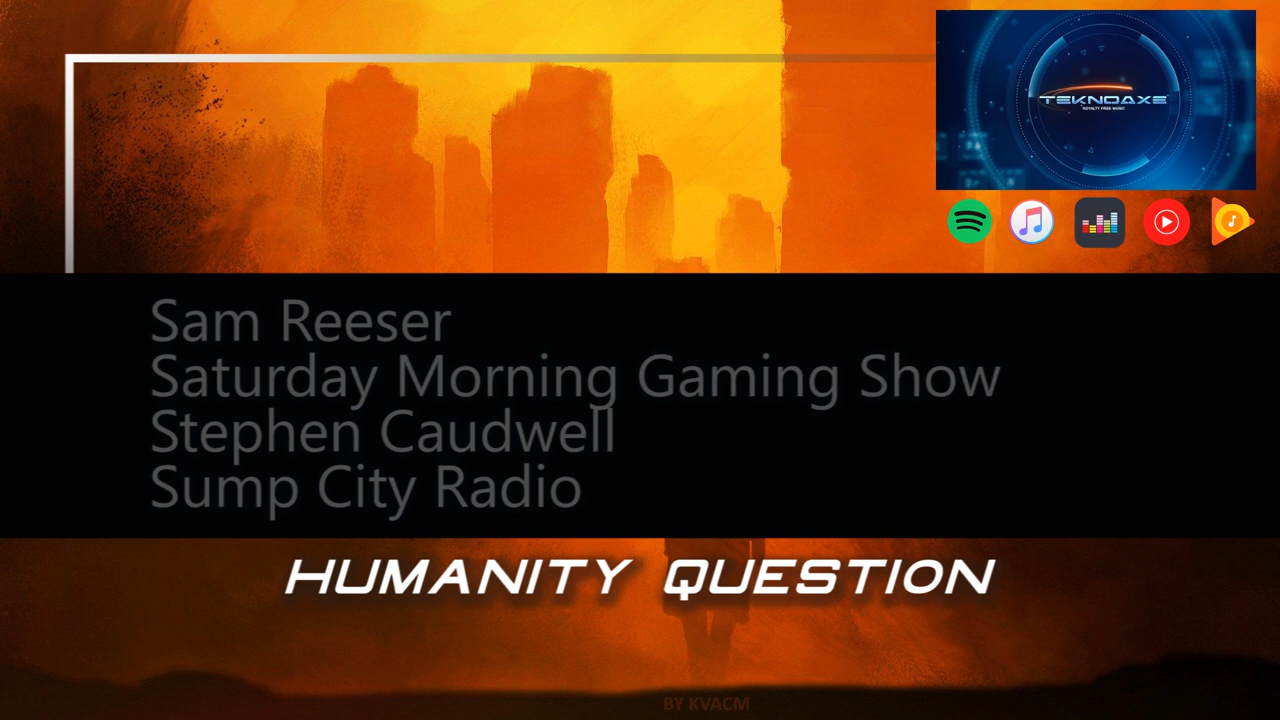 TEKNOAXE
ROYALTY FREE MUSIC
Sam Reeser
Saturday Morning Gaming Show
Stephen Caudwell
Sump City Radio
HUMANITY QUESTION
BY KVACM